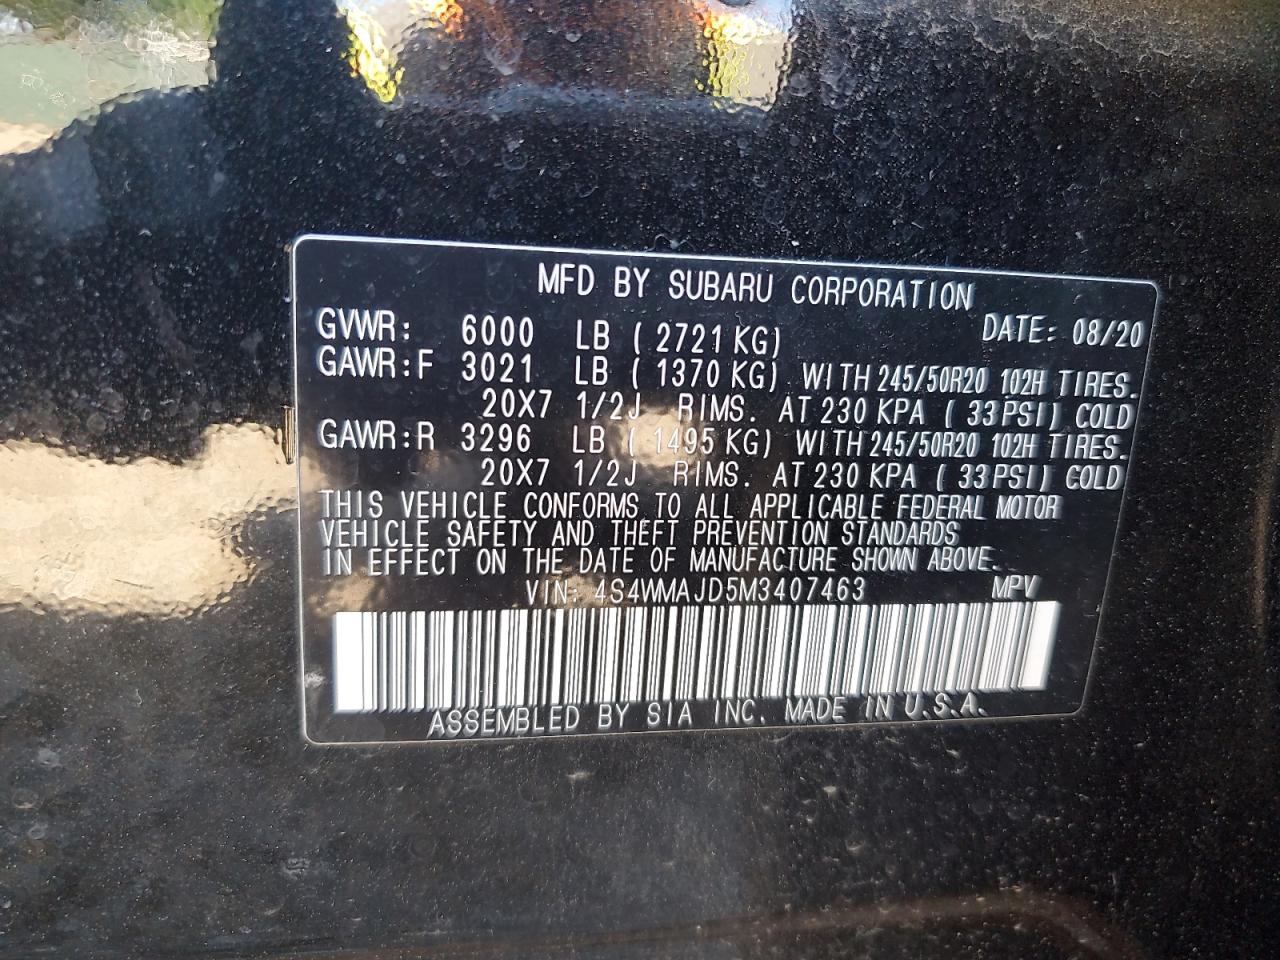 MFD BY SUBARU CORPORATION
GVWR: 6000 LB ( 2721 KG) DATE: 08/20
GAWR:F 3021 LB ( 1370 KG) WITH 245/50R20 102H TIRES.
20X7 1/2J RIMS. AT 230 KPA ( 33PSI) COLD
GAWR:R 3296 LB ( 1495 KG) WITH 245/50R20 102H TIRES.
20X7 1/2J RIMS. AT 230 KPA ( 33PSI) COLD
THIS VEHICLE CONFORMS TO ALL APPLICABLE FEDERAL MOTOR
VEHICLE SAFETY AND THEFT PREVENTION STANDARDS
IN EFFECT ON THE DATE OF MANUFACTURE SHOWN ABOVE.
VIN: 4S4WMAJD5M3407463 MPV
ASSEMBLED BY SIA INC. MADE IN U.S.A.